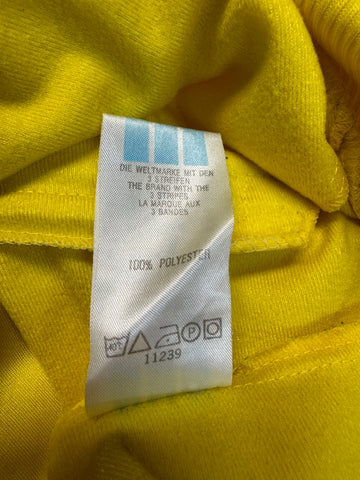 DIE WELTMARKE MIT DEN
3 STREIFEN
THE BRAND WITH THE
3 STRIPES
LA MARQUE AUX
3 BANDES
100% POLYESTER
40°C P
11239